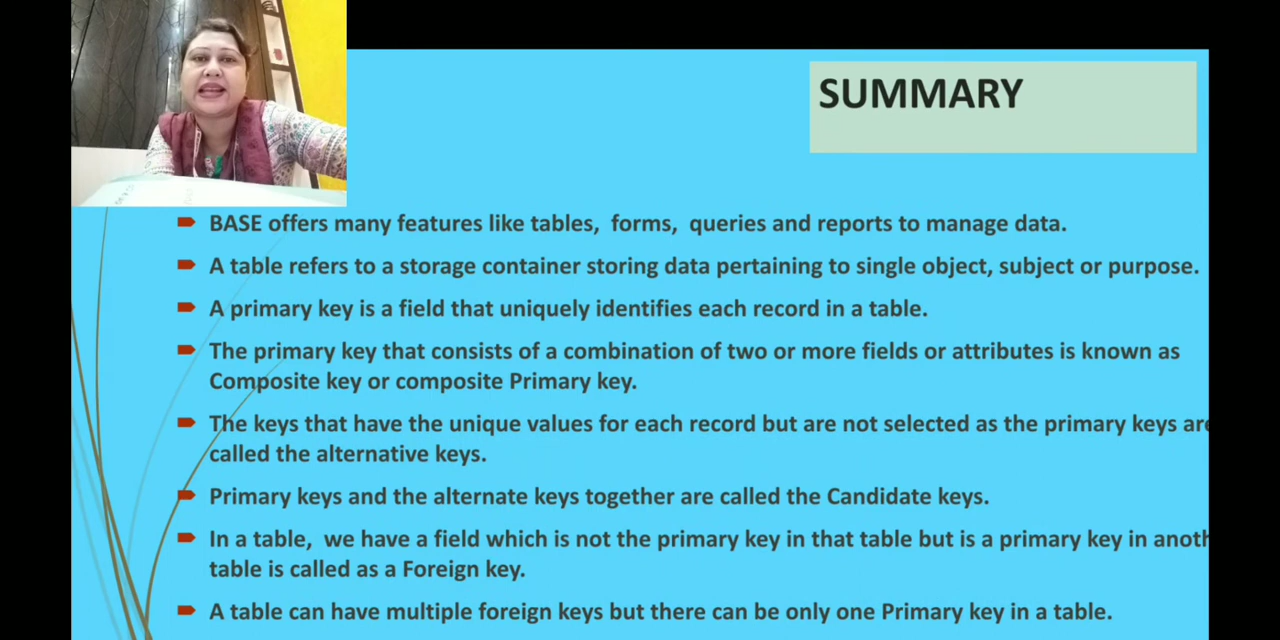 SUMMARY
BASE offers many features like tables, forms, queries and reports to manage data.
A table refers to a storage container storing data pertaining to single object, subject or purpose.
A primary key is a field that uniquely identifies each record in a table.
The primary key that consists of a combination of two or more fields or attributes is known as
Composite key or composite Primary key.
The keys that have the unique values for each record but are not selected as the primary keys are
called the alternative keys.
Primary keys and the alternate keys together are called the Candidate keys.
In a table, we have a field which is not the primary key in that table but is a primary key in anoth
table is called as a Foreign key.
A table can have multiple foreign keys but there can be only one Primary key in a table.